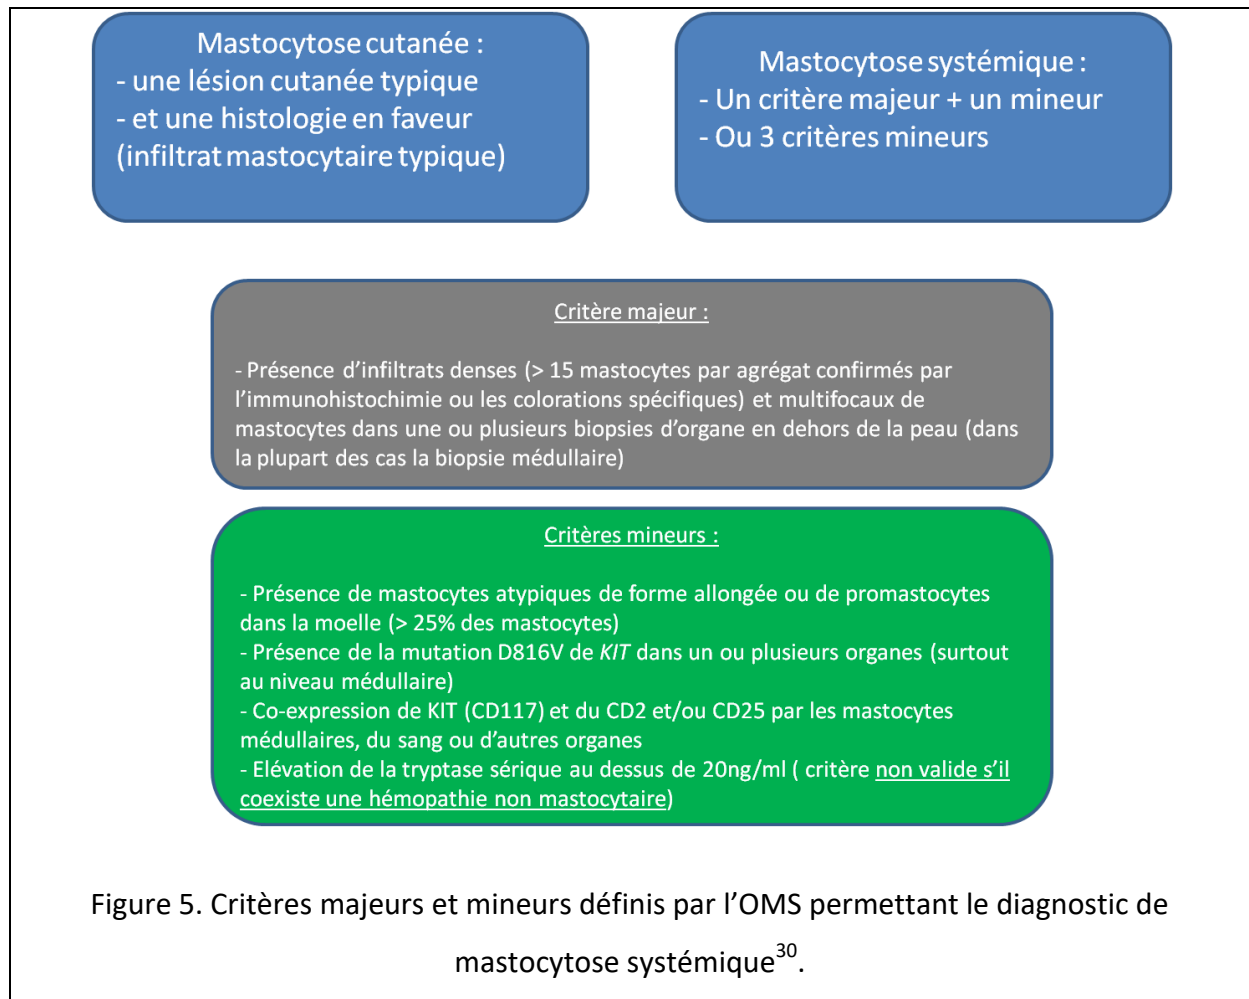 Mastocytose cutanée :
- une lésion cutanée typique
- et une histologie en faveur
(infiltrat mastocytaire typique)
Mastocytose systémique :
- Un critère majeur + un mineur
- Ou 3 critères mineurs
Critère majeur :
- Présence d’infiltrats denses (> 15 mastocytes par agrégat confirmés par
l’immunohistochimie ou les colorations spécifiques) et multifocaux de
mastocytes dans une ou plusieurs biopsies d’organe en dehors de la peau (dans
la plupart des cas la biopsie médullaire)
Critères mineurs :
- Présence de mastocytes atypiques de forme allongée ou de promastocytes
dans la moelle (> 25% des mastocytes)
- Présence de la mutation D816V de KIT dans un ou plusieurs organes (surtout
au niveau médullaire)
- Co-expression de KIT (CD117) et du CD2 et/ou CD25 par les mastocytes
médullaires, du sang ou d’autres organes
- Elévation de la tryptase sérique au dessus de 20ng/ml ( critère non valide s’il
coexiste une hémopathie non mastocytaire)
Figure 5. Critères majeurs et mineurs définis par l’OMS permettant le diagnostic de
mastocytose systémique30.